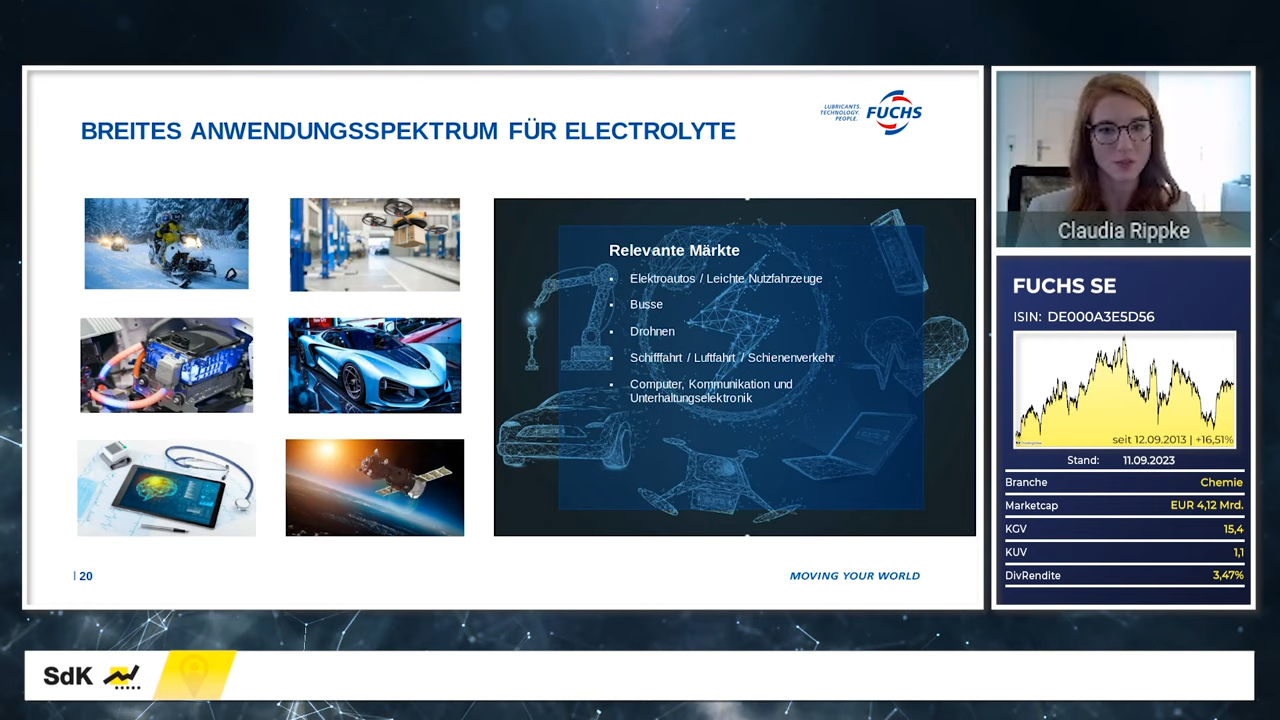 BREITES ANWENDUNGSSPEKTRUM FÜR ELECTROLYTE
LUBRICANTS.
TECHNOLOGY.
PEOPLE.
FUCHS
Relevante Märkte
▪ Elektroautos / Leichte Nutzfahrzeuge
▪ Busse
▪ Drohnen
▪ Schifffahrt / Luftfahrt / Schienenverkehr
▪ Computer, Kommunikation und
Unterhaltungselektronik
| 20
MOVING YOUR WORLD
Claudia Rippke
FUCHS SE
ISIN: DE000A3E5D56
seit 12.09.2013 | +16,51%
Stand: 11.09.2023
Branche Chemie
Marketcap EUR 4,12 Mrd.
KGV 15,4
KUV 1,1
DivRendite 3,47%
SdK